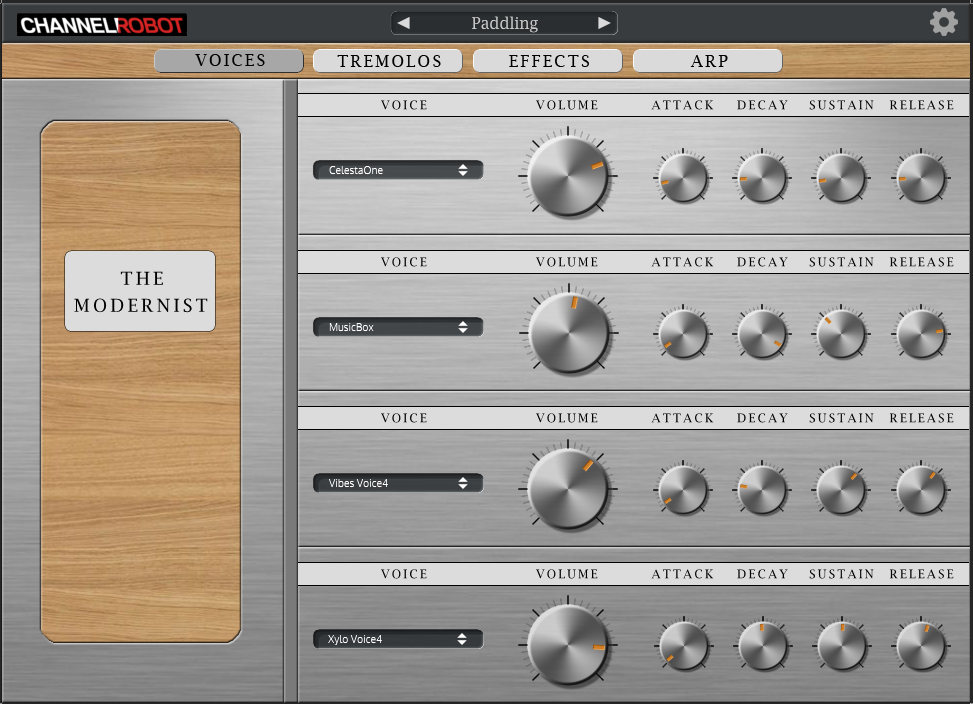 CHANNELROBOT
Paddling
VOICES TREMOLOS EFFECTS ARP
THE
MODERNIST
VOICE VOLUME ATTACK DECAY SUSTAIN RELEASE
CelestaOne
VOICE VOLUME ATTACK DECAY SUSTAIN RELEASE
MusicBox
VOICE VOLUME ATTACK DECAY SUSTAIN RELEASE
Vibes Voice4
VOICE VOLUME ATTACK DECAY SUSTAIN RELEASE
Xylo Voice4